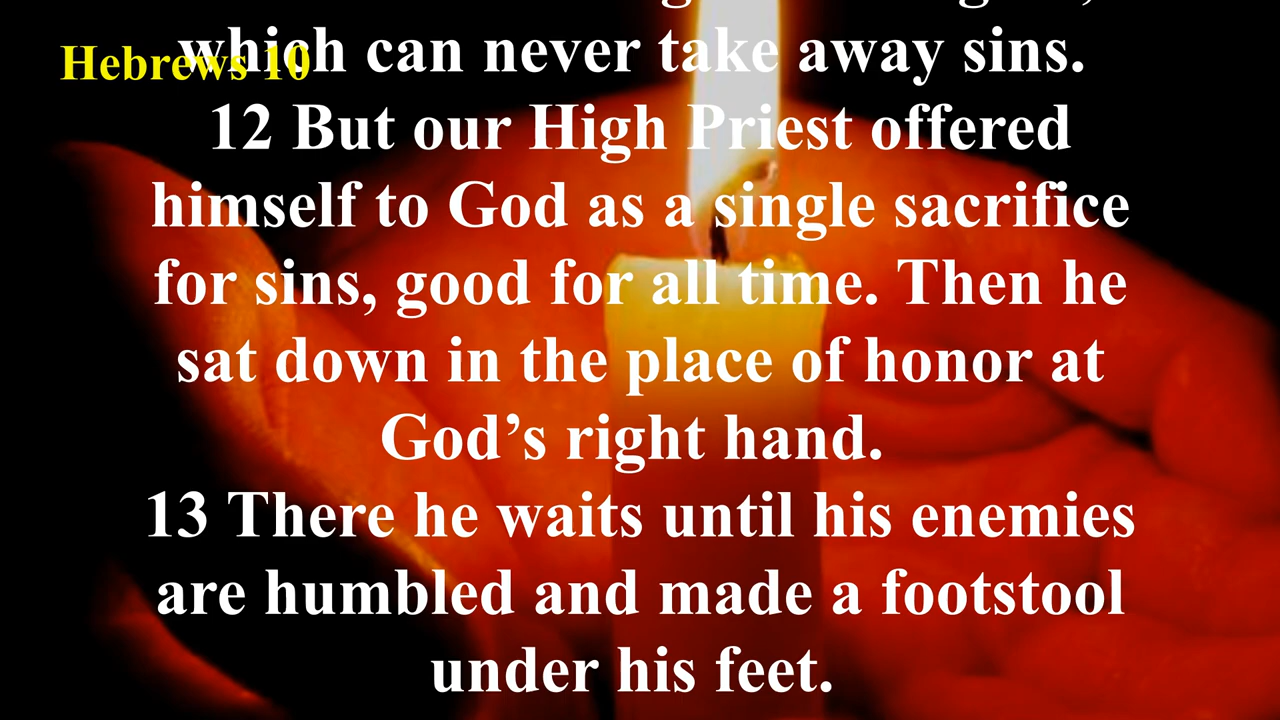 Hebrews 10
which can never take away sins.
12 But our High Priest offered
himself to God as a single sacrifice
for sins, good for all time. Then he
sat down in the place of honor at
God’s right hand.
13 There he waits until his enemies
are humbled and made a footstool
under his feet.